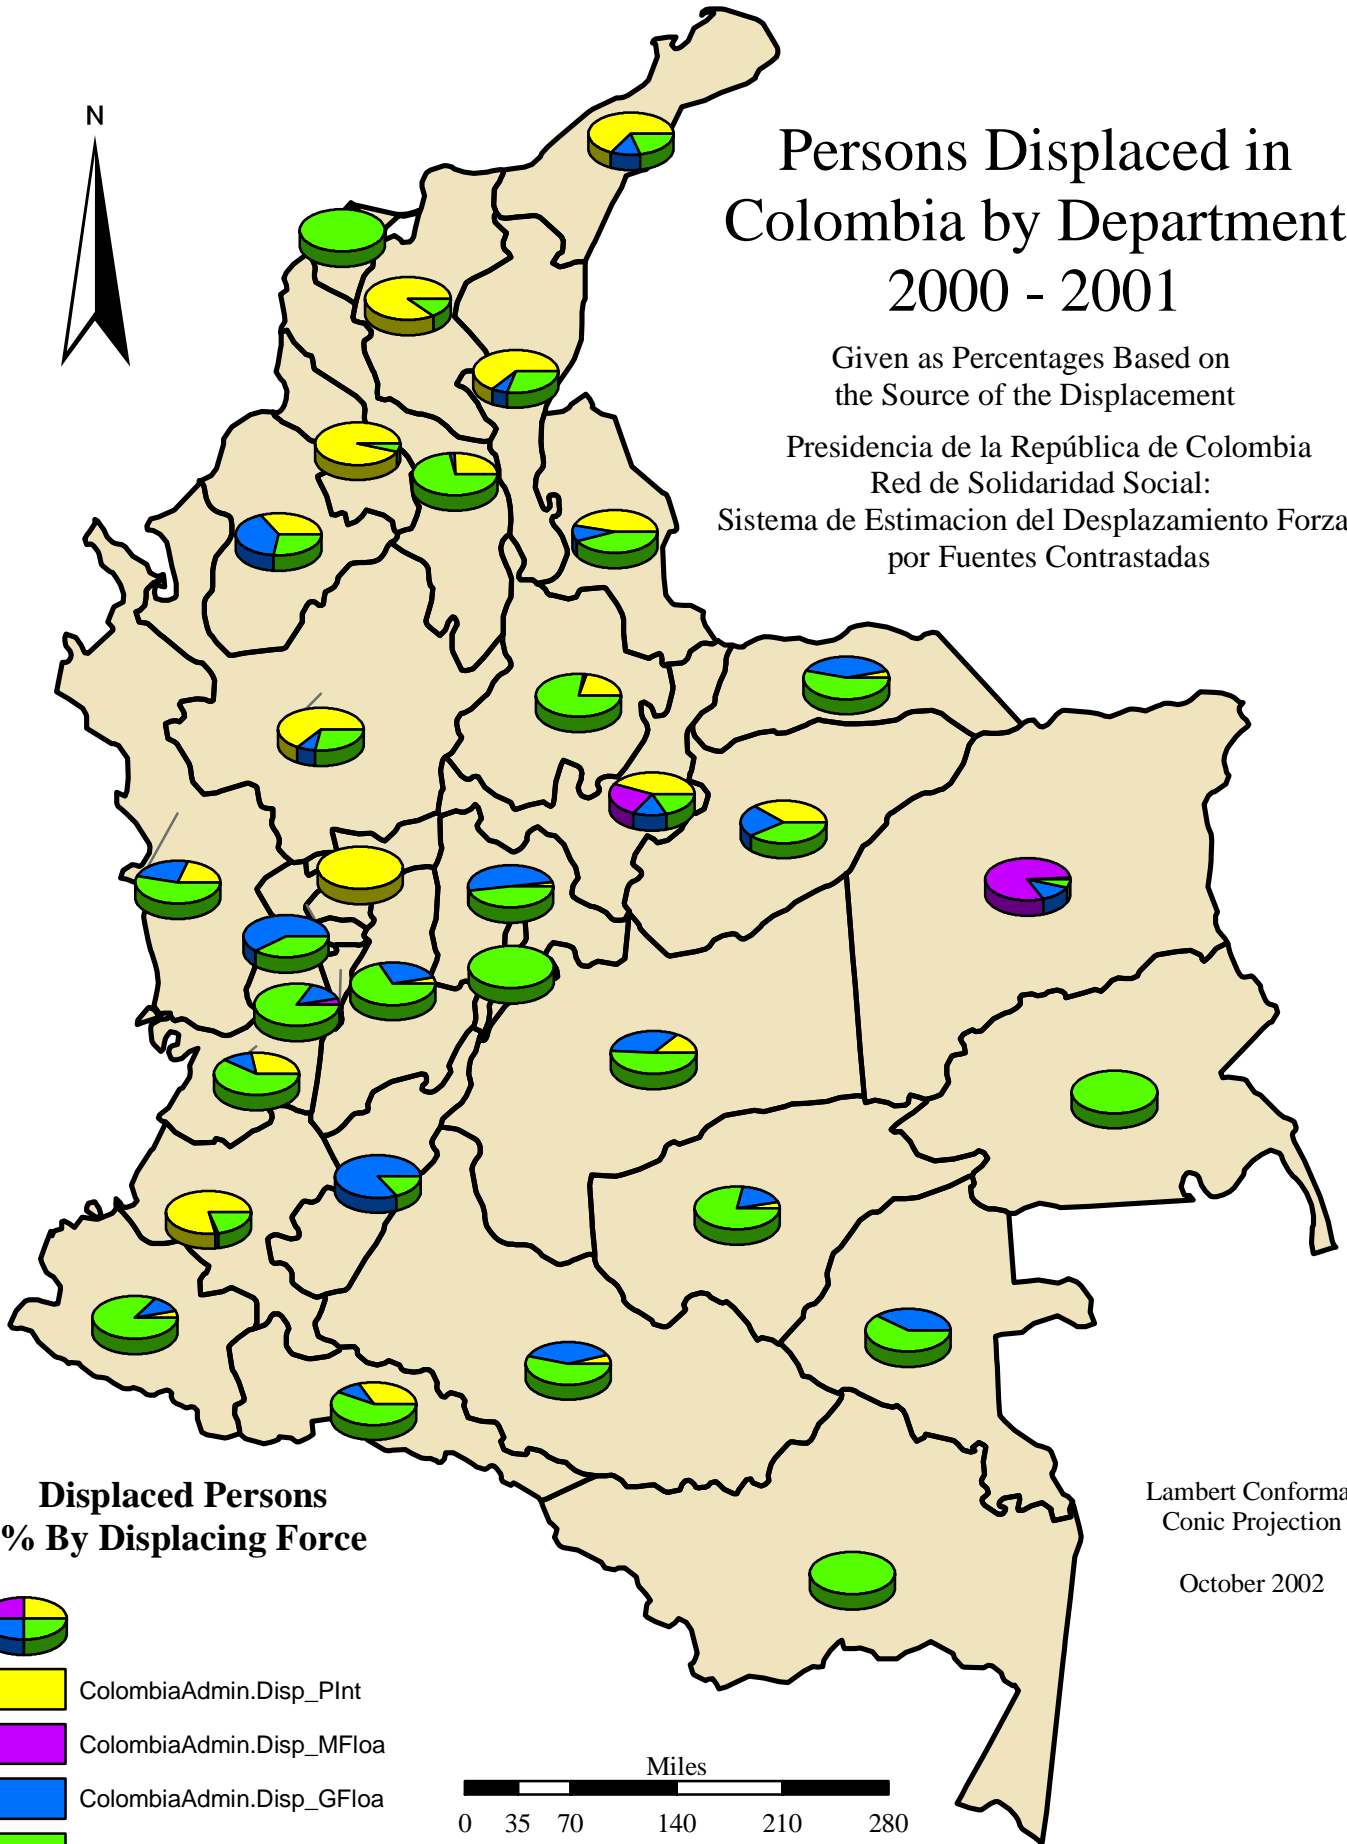 N
Persons Displaced in
Colombia by Department
2000 - 2001
Given as Percentages Based on
the Source of the Displacement
Presidencia de la República de Colombia
Red de Solidaridad Social:
Sistema de Estimacion del Desplazamiento Forza
por Fuentes Contrastadas
Displaced Persons
% By Displacing Force
ColombiaAdmin.Disp_PInt
ColombiaAdmin.Disp_MFloa
ColombiaAdmin.Disp_GFloa
Miles
0 35 70 140 210 280
Lambert Conforma
Conic Projection
October 2002